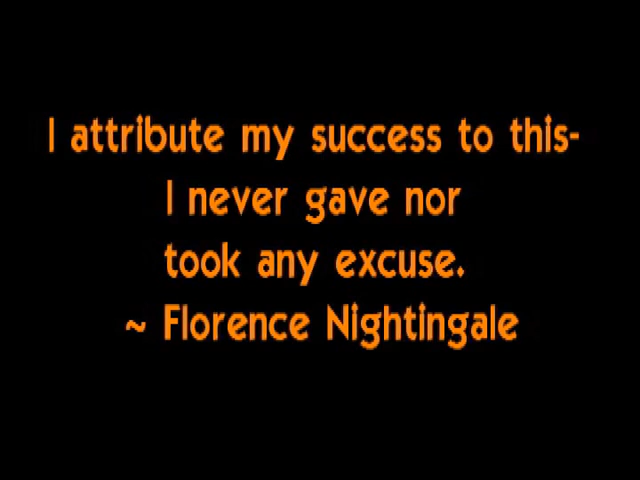 I attribute my success to this-
I never gave nor
took any excuse.
~ Florence Nightingale